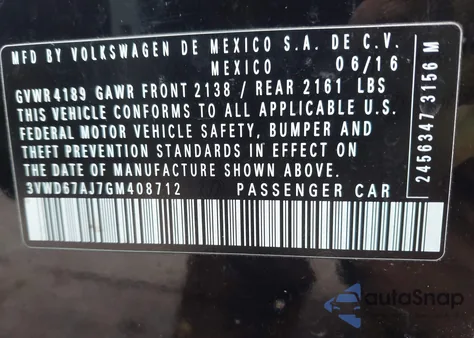 MFD BY VOLKSWAGEN DE MEXICO S.A. DE C.V.
MEXICO 06/16
GVWR 4189 GAWR FRONT 2138 / REAR 2161 LBS
THIS VEHICLE CONFORMS TO ALL APPLICABLE U.S.
FEDERAL MOTOR VEHICLE SAFETY, BUMPER AND
THEFT PREVENTION STANDARDS IN EFFECT ON
THE DATE OF MANUFACTURE SHOWN ABOVE.
3VWD67AJ7GM408712 PASSENGER CAR
2456347 3156 M
autoSnap